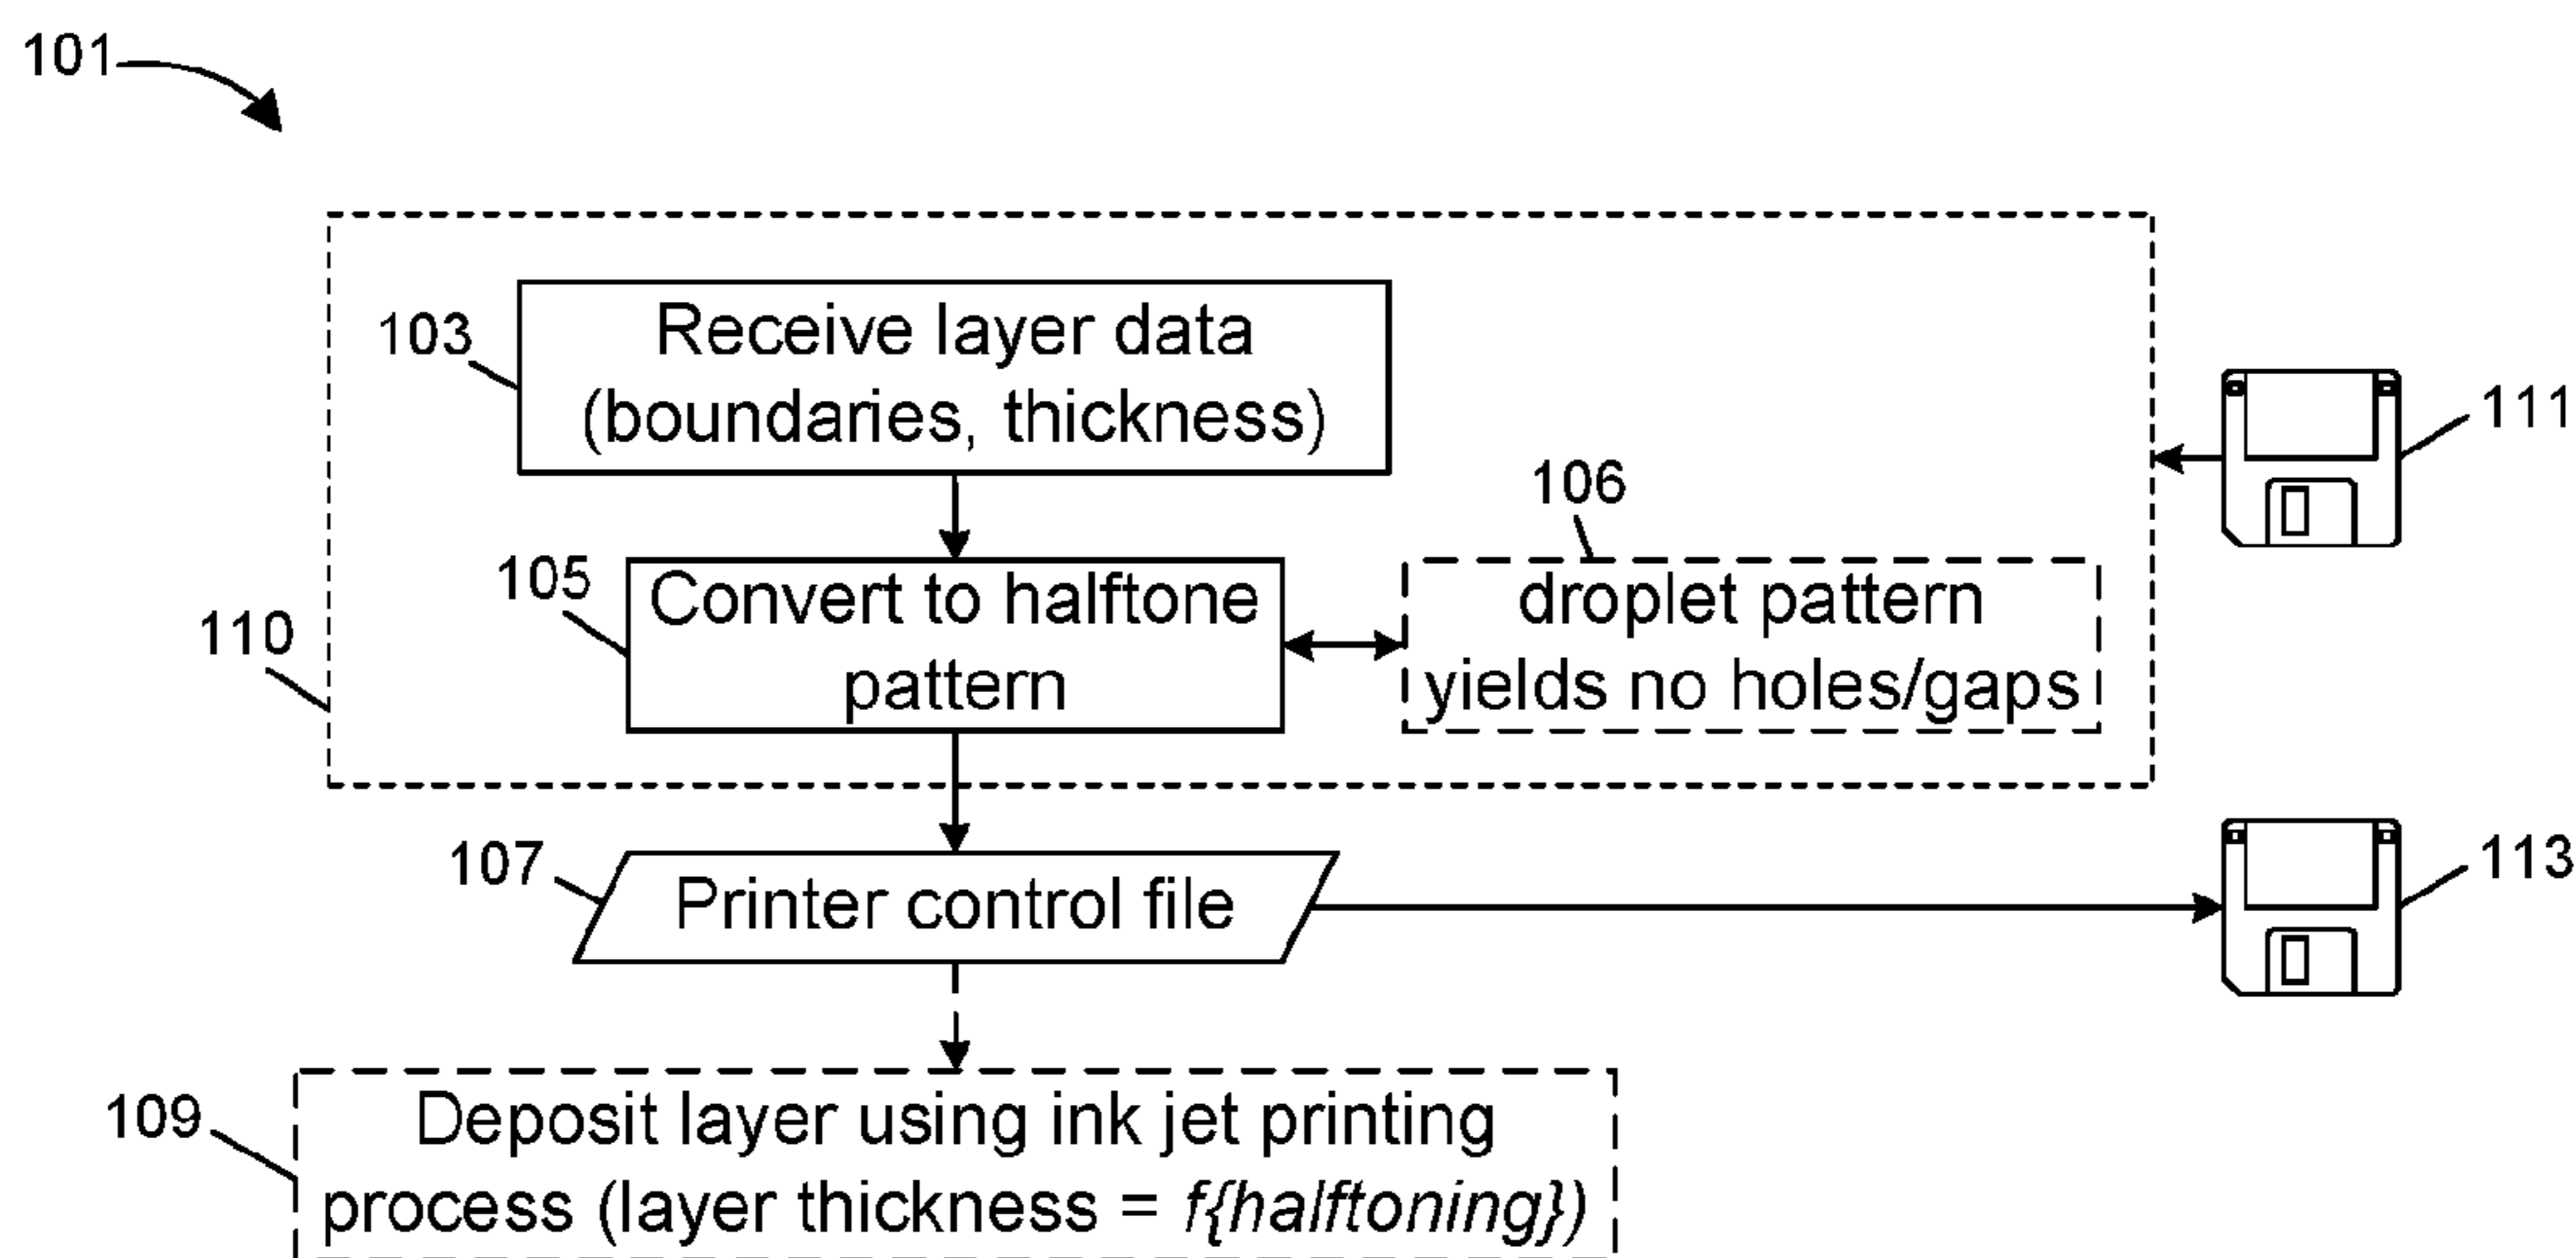 101
103
Receive layer data
(boundaries, thickness)
111
106
105
Convert to halftone
pattern
droplet pattern
yields no holes/gaps
110
107
Printer control file
113
109
Deposit layer using ink jet printing
process (layer thickness = f{halftoning})